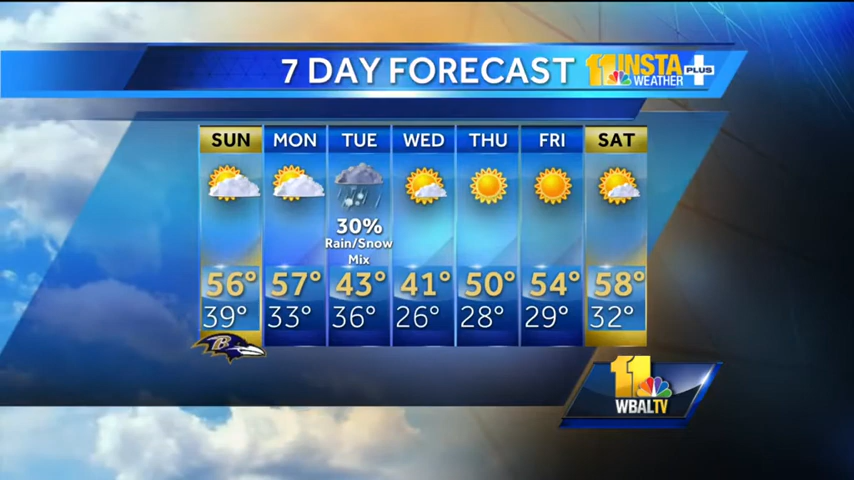 7 DAY FORECAST
11 INSTA
WEATHER
PLUS
SUN MON TUE WED THU FRI SAT
30%
Rain/Snow
Mix
56° 57° 43° 41° 50° 54° 58°
39° 33° 36° 26° 28° 29° 32°
B
11
WBALTV